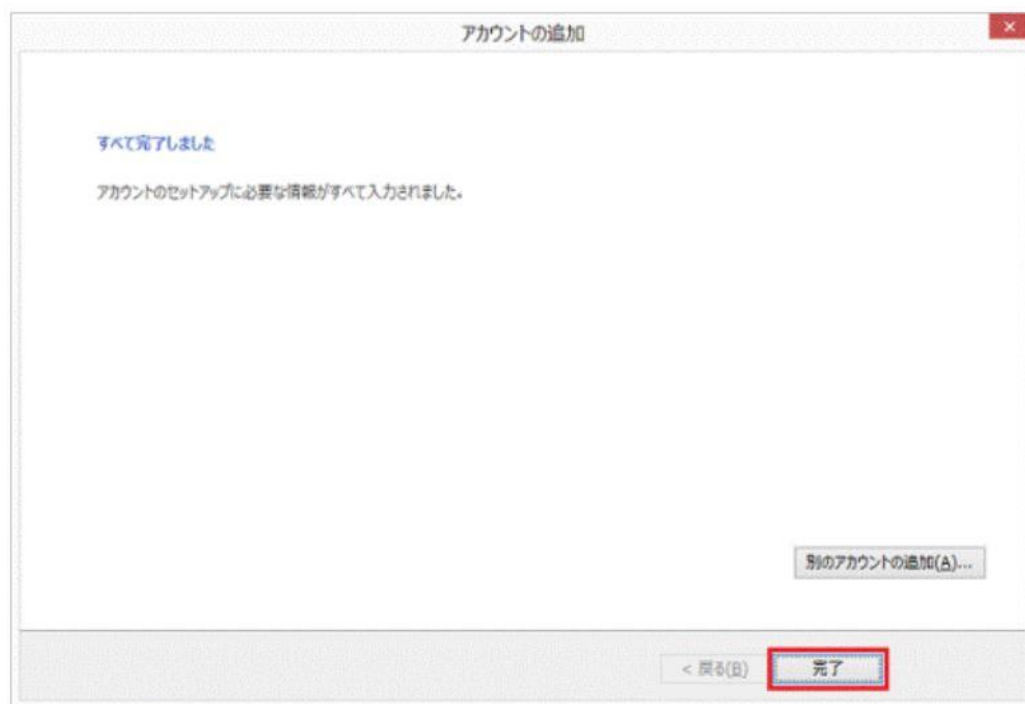 アカウントの追加
すべて完了しました
アカウントのセットアップに必要な情報がすべて入力されました。
別のアカウントの追加(A)...
< 戻る(B)
完了